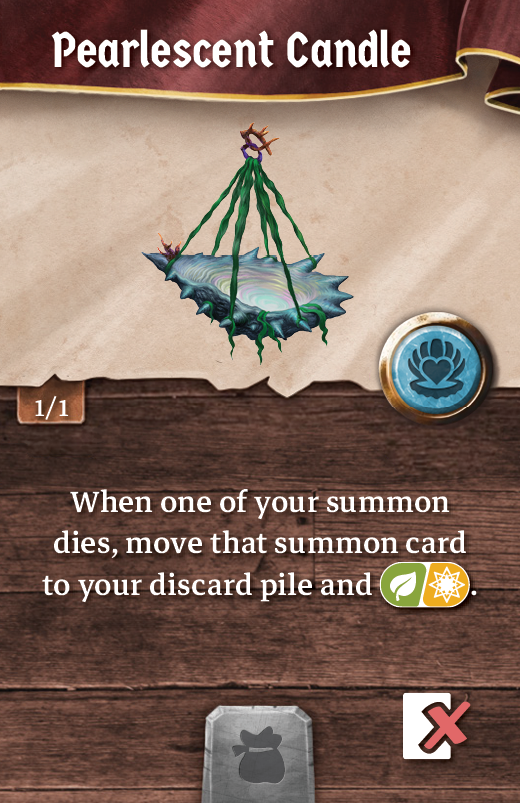 Pearlescent Candle
1/1
When one of your summon
dies, move that summon card
to your discard pile and .